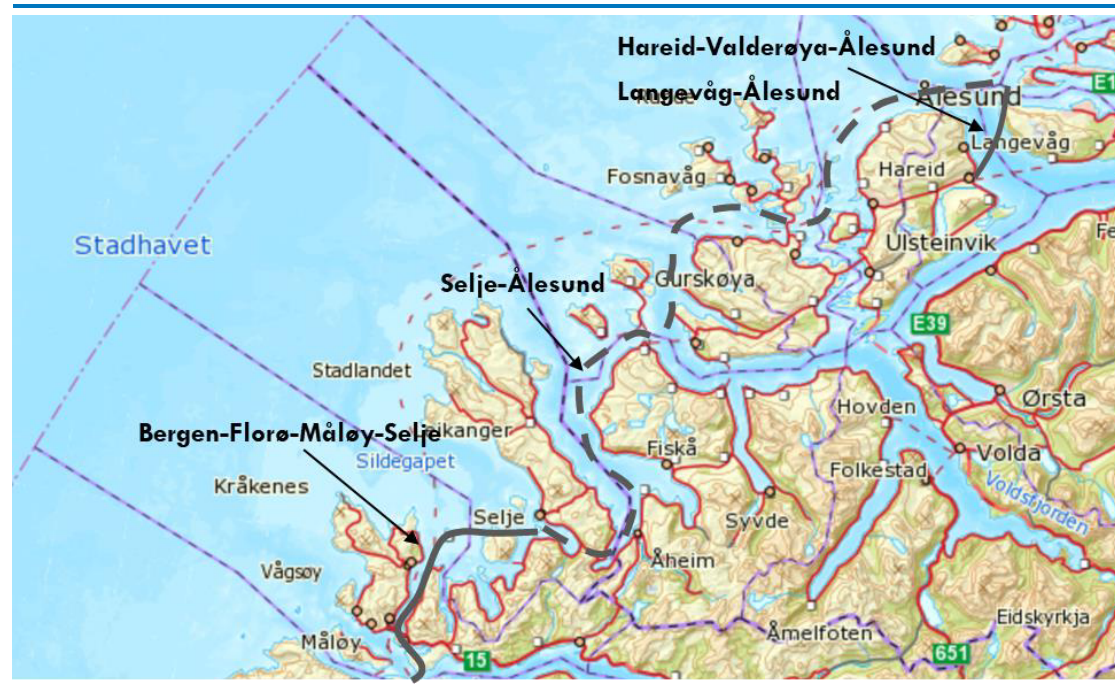 Hareid-Valderøya-Ålesund
Langevåg-Ålesund
Ålesund
E1
Langevåg
Hareid
Fosnavåg
Ulsteinvik
Fe
Stadhavet
Gurskøya
Selje-Ålesund
E39
Stadlandet
Ørsta
Hovden
Bergen-Florø-Måløy-Selje
eikanger
Sildegapet
Fiskå
Volda
Folkestad
Kråkenes
Voldsfjorden
Selje
Syvde
Åheim
Vågsøy
Eidskyrkja
Måløy
Åmelfoten
15
651